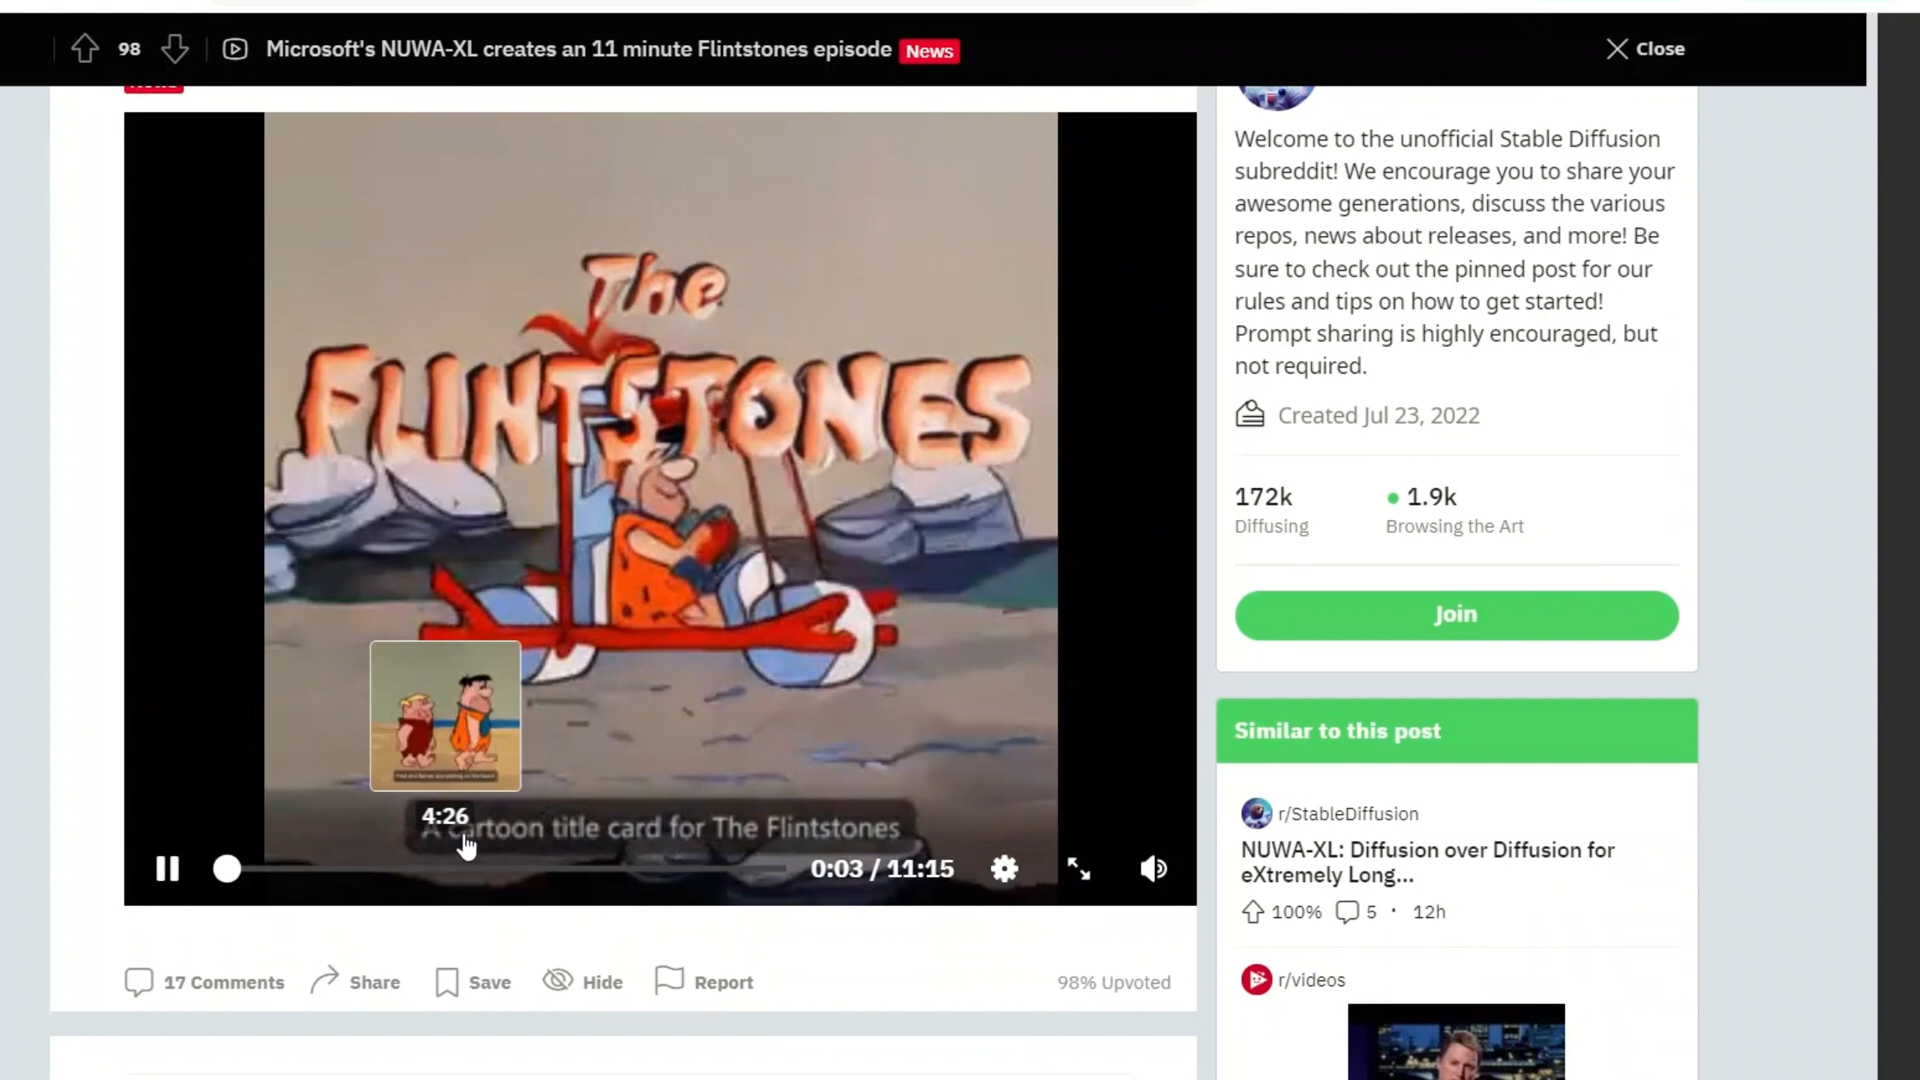 98
Microsoft's NUWA-XL creates an 11 minute Flintstones episode
News
Close
The
FLINTSTONES
4:26
A cartoon title card for The Flintstones
0:03 / 11:15
17 Comments
Share
Save
Hide
Report
98% Upvoted
Welcome to the unofficial Stable Diffusion
subreddit! We encourage you to share your
awesome generations, discuss the various
repos, news about releases, and more! Be
sure to check out the pinned post for our
rules and tips on how to get started!
Prompt sharing is highly encouraged, but
not required.
Created Jul 23, 2022
172k
1.9k
Diffusing
Browsing the Art
Join
Similar to this post
r/StableDiffusion
NUWA-XL: Diffusion over Diffusion for
eXtremely Long...
100% 5 · 12h
r/videos